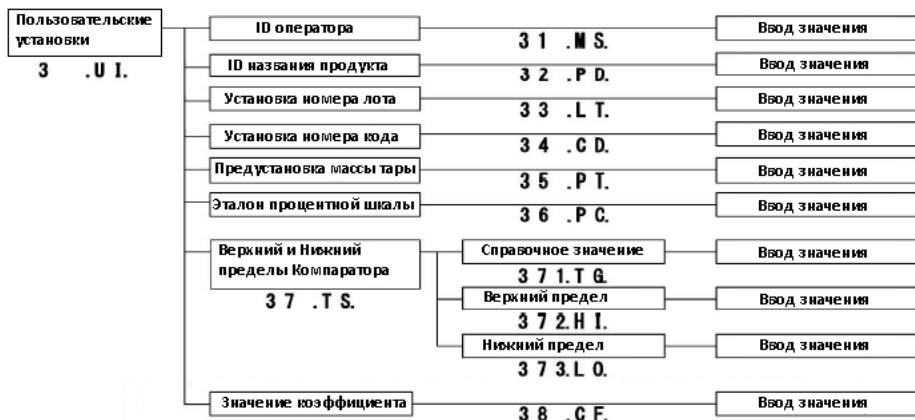 Пользовательские
установки
3 .U I.
ID оператора
3 1 .M S.
Ввод значения
ID названия продукта
3 2 .P D.
Ввод значения
Установка номера лота
3 3 .L T.
Ввод значения
Установка номера кода
3 4 .C D.
Ввод значения
Предустановка массы тары
3 5 .P T.
Ввод значения
Эталон процентной шкалы
3 6 .P C.
Ввод значения
Верхний и Нижний
пределы Компаратора
3 7 .T S.
Справочное значение
3 7 1.T G.
Ввод значения
Верхний предел
3 7 2.H I.
Ввод значения
Нижний предел
3 7 3.L O.
Ввод значения
Значение коэффициента
3 8 .C F.
Ввод значения